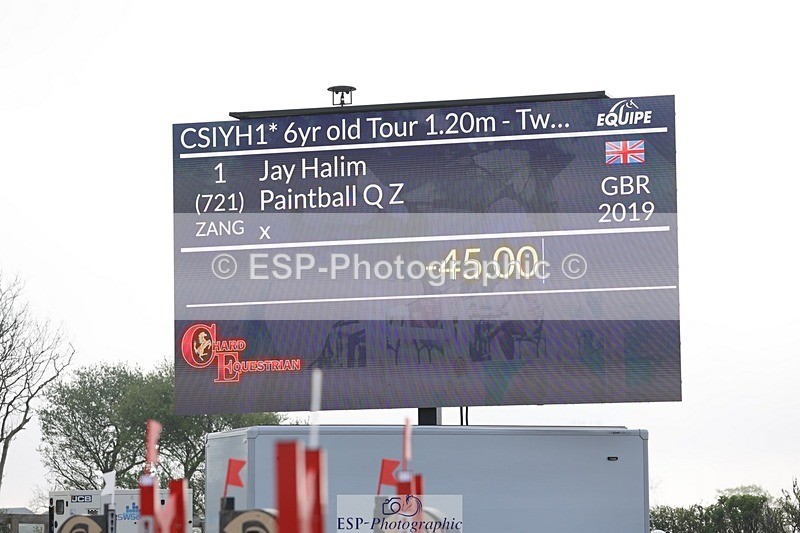 CSIYH1* 6yr old Tour 1.20m - Tw...
EQUIPE
1 Jay Halim
(721) Paintball Q Z GBR
ZANG x 2019
-45.00
© ESP-Photographic ©
CHARD
EQUESTRIAN
JCB
ESP-Photographic